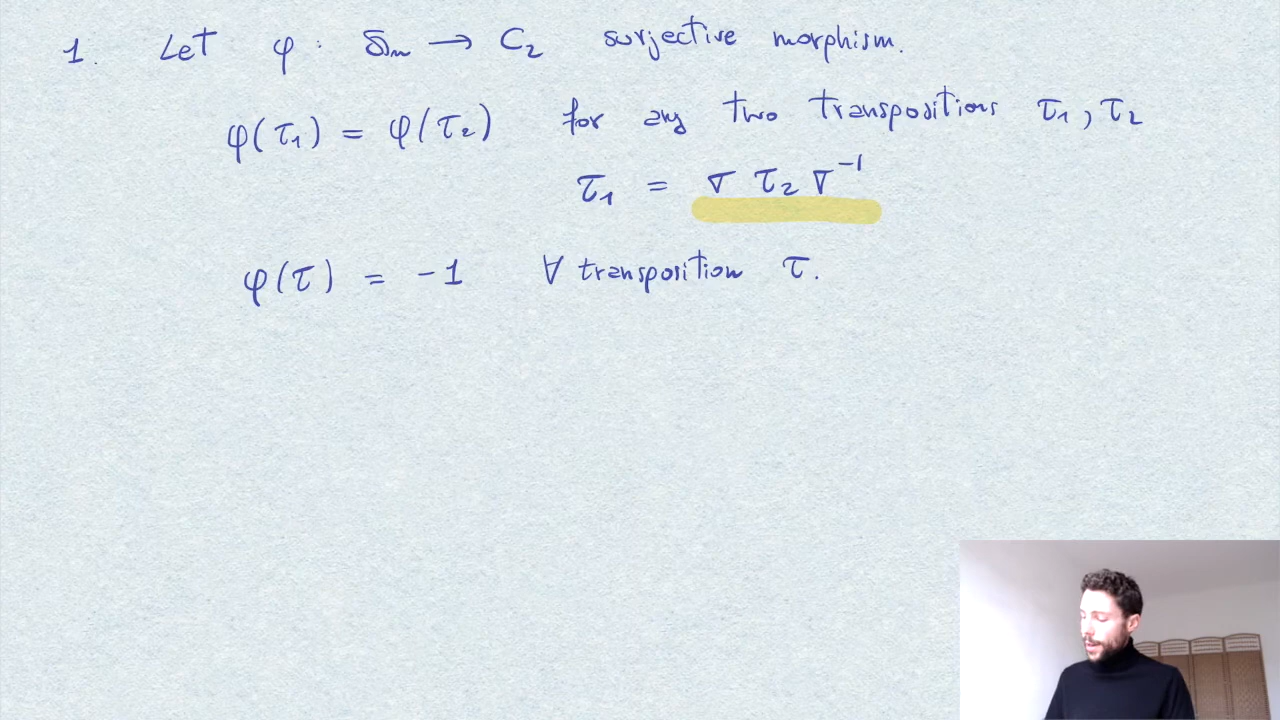 1. Let φ : S_n → C_2 surjective morphism.
φ(τ_1) = φ(τ_2) for any two transpositions τ_1, τ_2
τ_1 = σ τ_2 σ^{-1}
φ(τ) = -1 ∀ transposition τ.